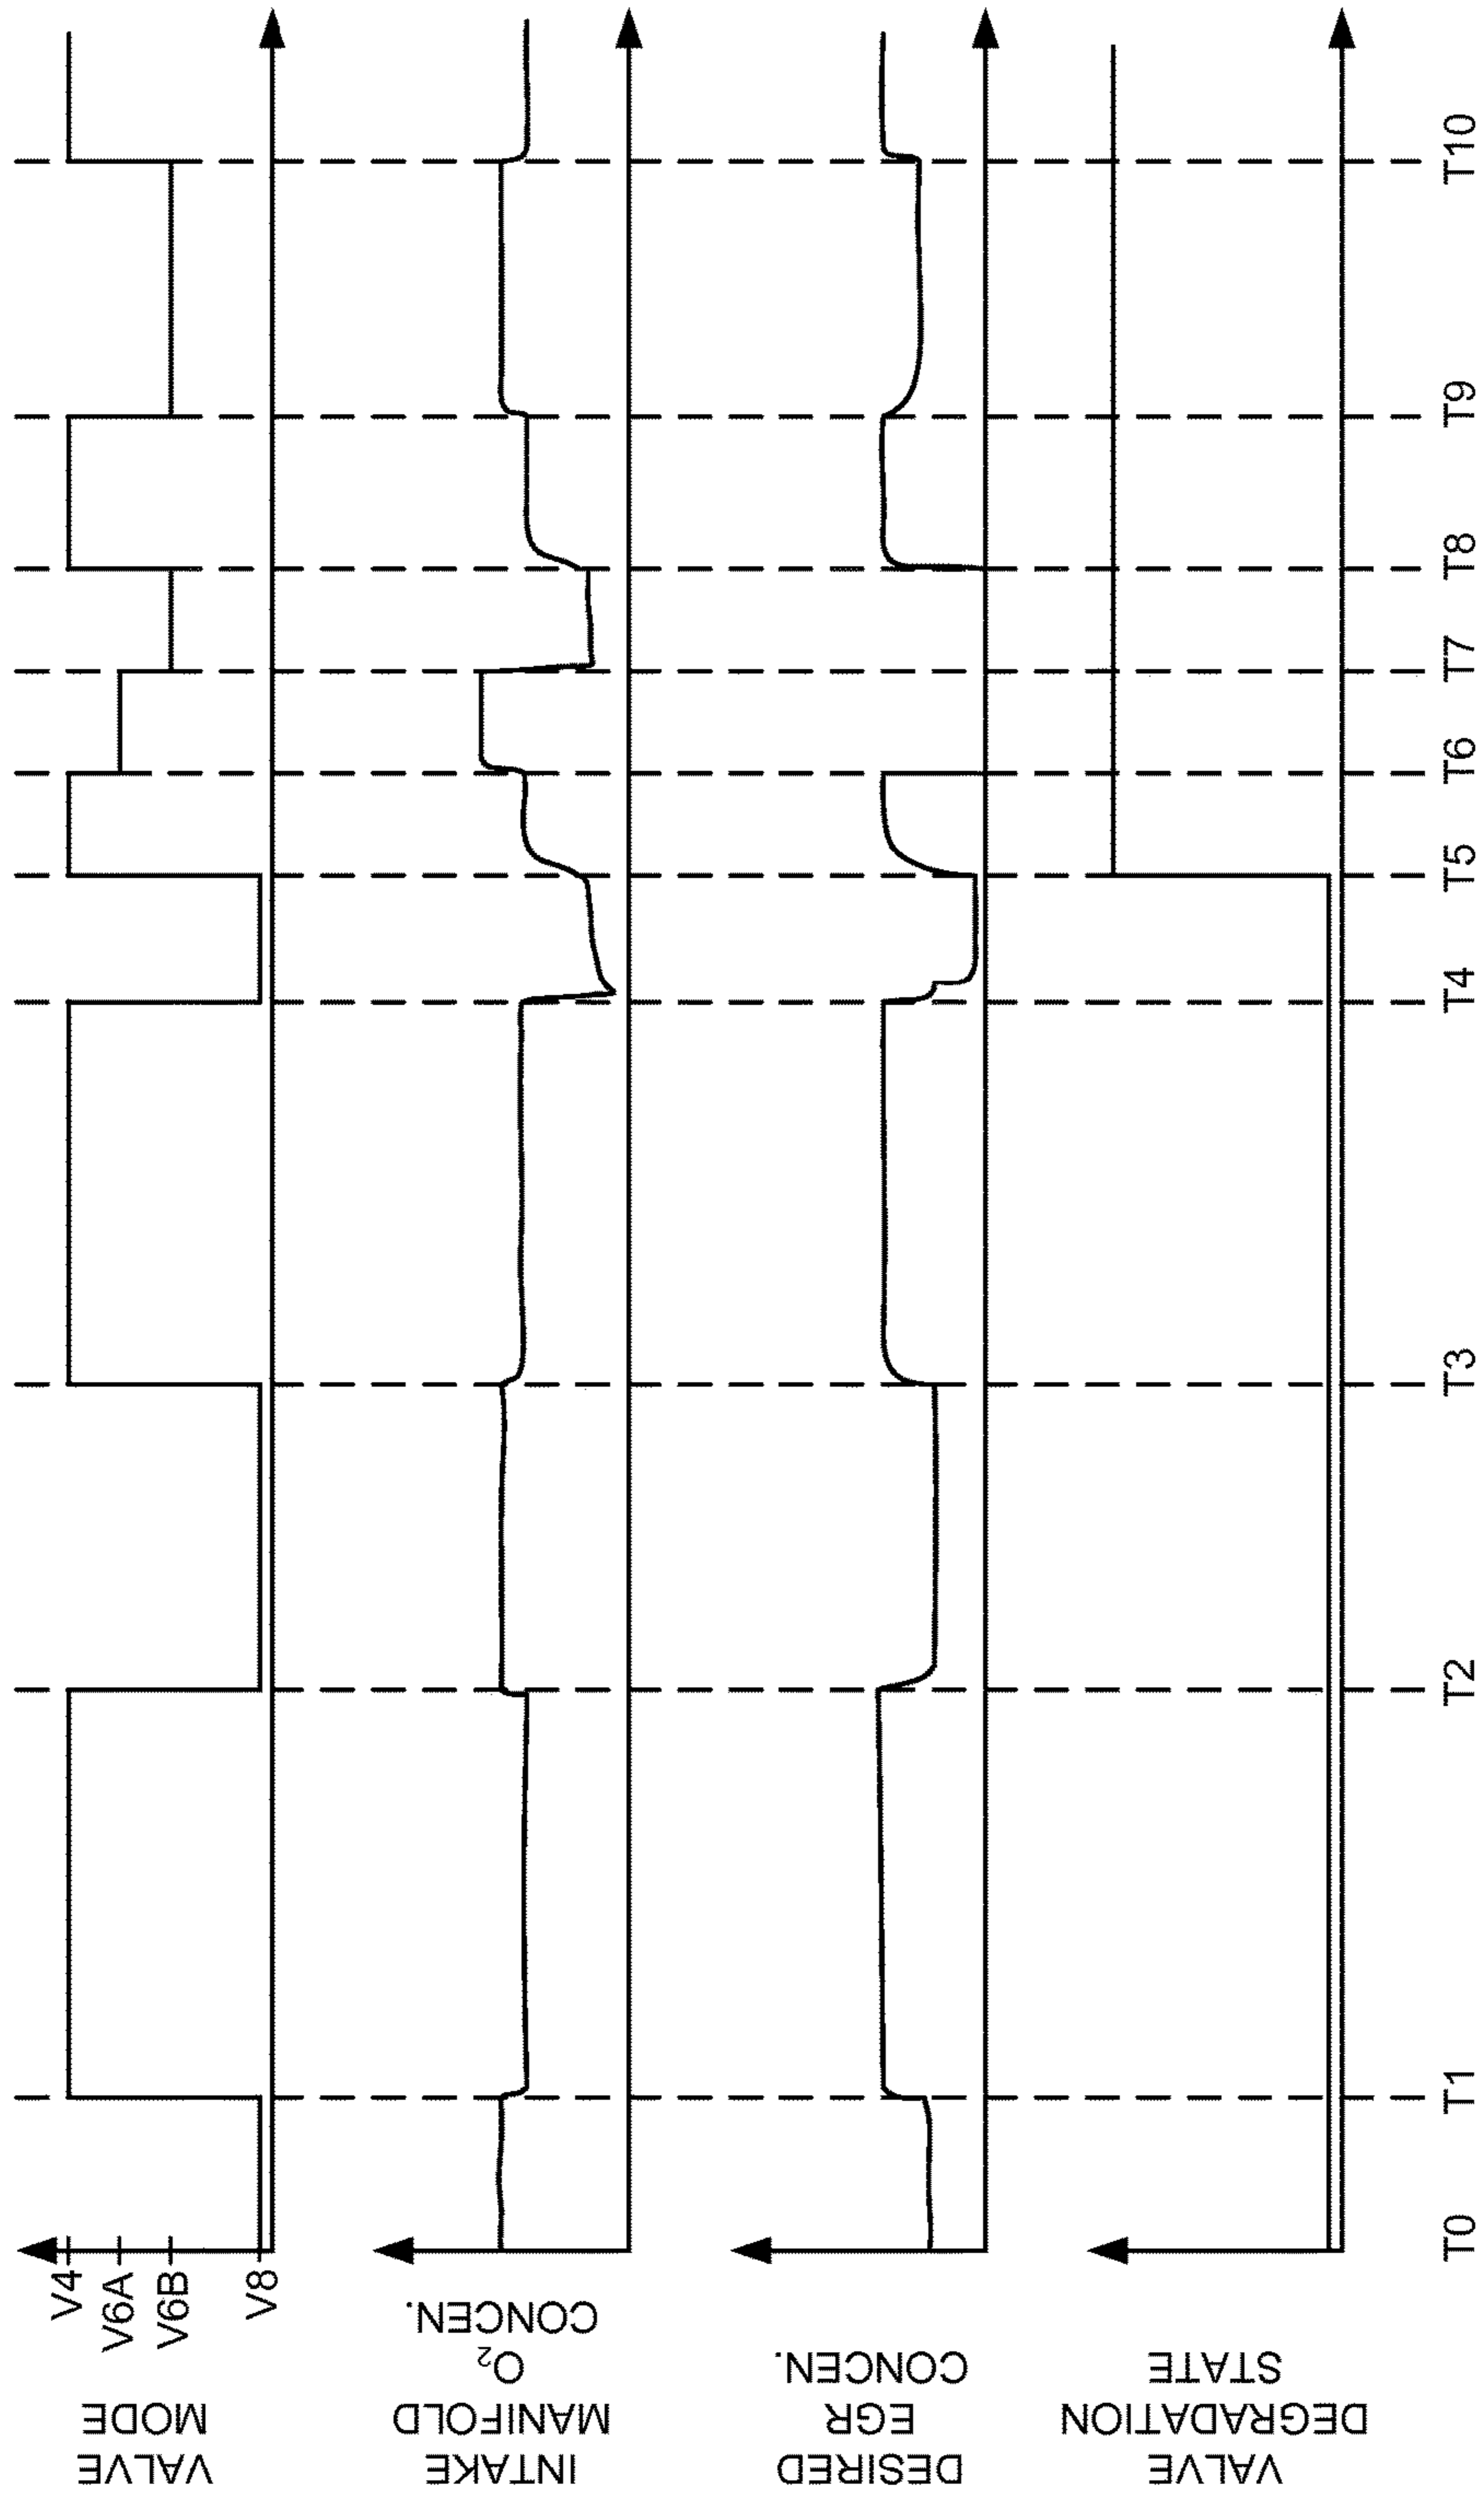 VALVE
MODE
V4
V6A
V6B
V8
INTAKE
MANIFOLD
O₂
CONCEN.
DESIRED
EGR
CONCEN.
VALVE
DEGRADATION
STATE
T0 T1 T2 T3 T4 T5 T6 T7 T8 T9 T10